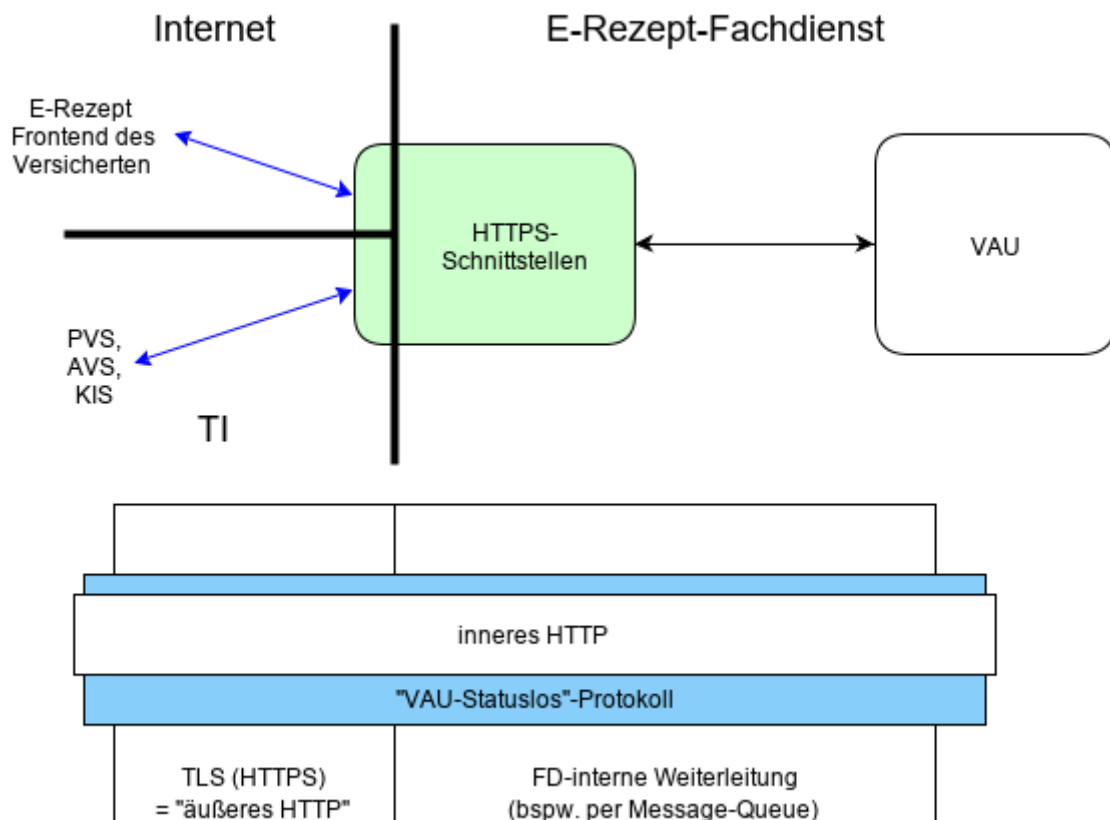 Internet
E-Rezept-Fachdienst
E-Rezept
Frontend des
Versicherten
HTTPS-
Schnittstellen
VAU
PVS,
AVS,
KIS
TI
inneres HTTP
"VAU-Statuslos"-Protokoll
TLS (HTTPS)
= "äußeres HTTP"
FD-interne Weiterleitung
(bspw. per Message-Queue)